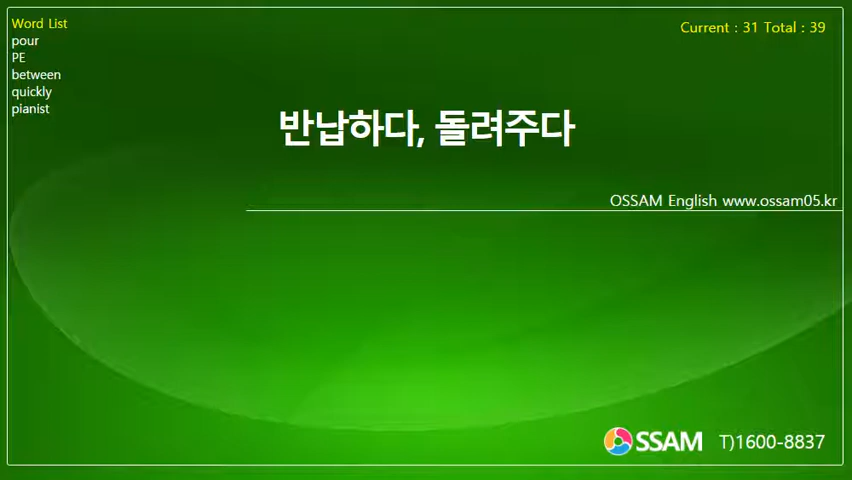 Word List
pour
PE
between
quickly
pianist
Current : 31 Total : 39
반납하다, 돌려주다
OSSAM English www.ossam05.kr
OSSAM T)1600-8837